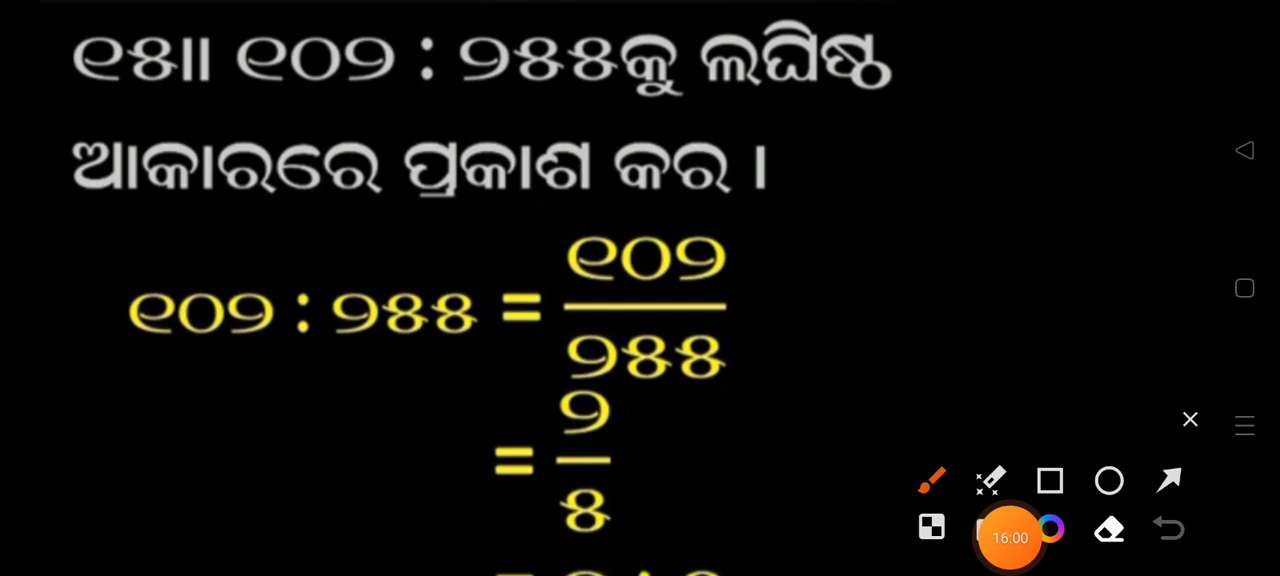 ୧୫॥ ୧୦୨ : ୨୫୫କୁ ଲଘିଷ୍ଠ
ଆକାରରେ ପ୍ରକାଶ କର ।
୧୦୨ : ୨୫୫ = ୧୦୨
୨୫୫
= ୨
୫
16:00